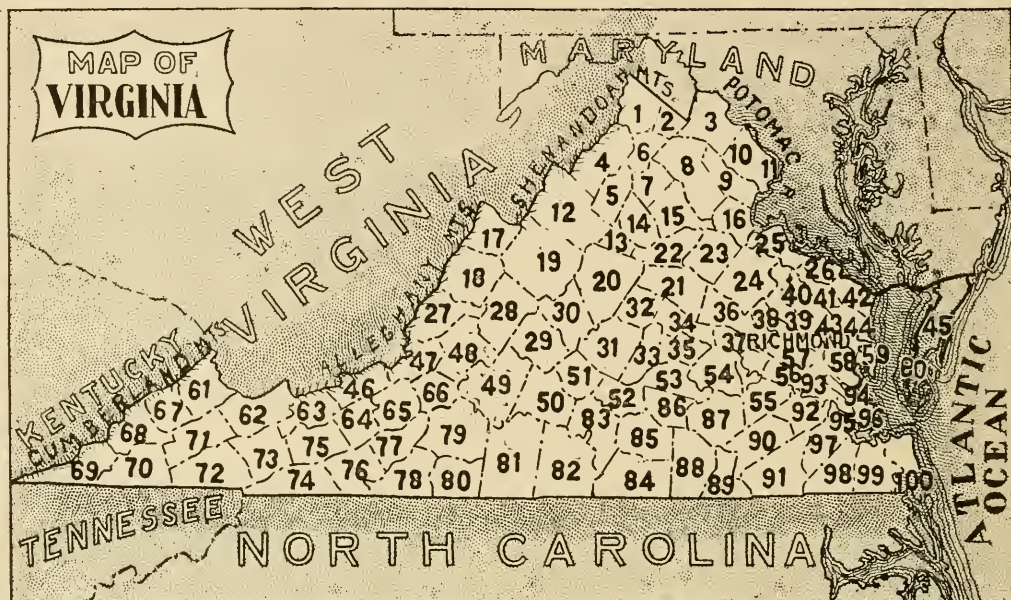 MAP OF
VIRGINIA
MARYLAND
SHENANDOAH MTS.
POTOMAC
WEST
VIRGINIA
ALLEGHANY MTS.
KENTUCKY
CUMBERLAND MTS.
TENNESSEE
NORTH CAROLINA
ATLANTIC
OCEAN
RICHMOND
1 2 3
4 6 8 10 11
5 7 9
12 14 15 16
17 13 22 23 25
18 19 20 21 24 26
27 28 30 32 34 36 38 39 40 41 42
29 31 33 35 37 43 44 45
47 48 49 51 53 54 57 58 59 60
46 66 50 52 56 93 94
61 62 63 64 65 83 86 87 55 92 95 96
67 68 71 75 77 79 85 90 97
69 70 72 73 74 76 78 80 81 82 84 88 89 91 98 99 100